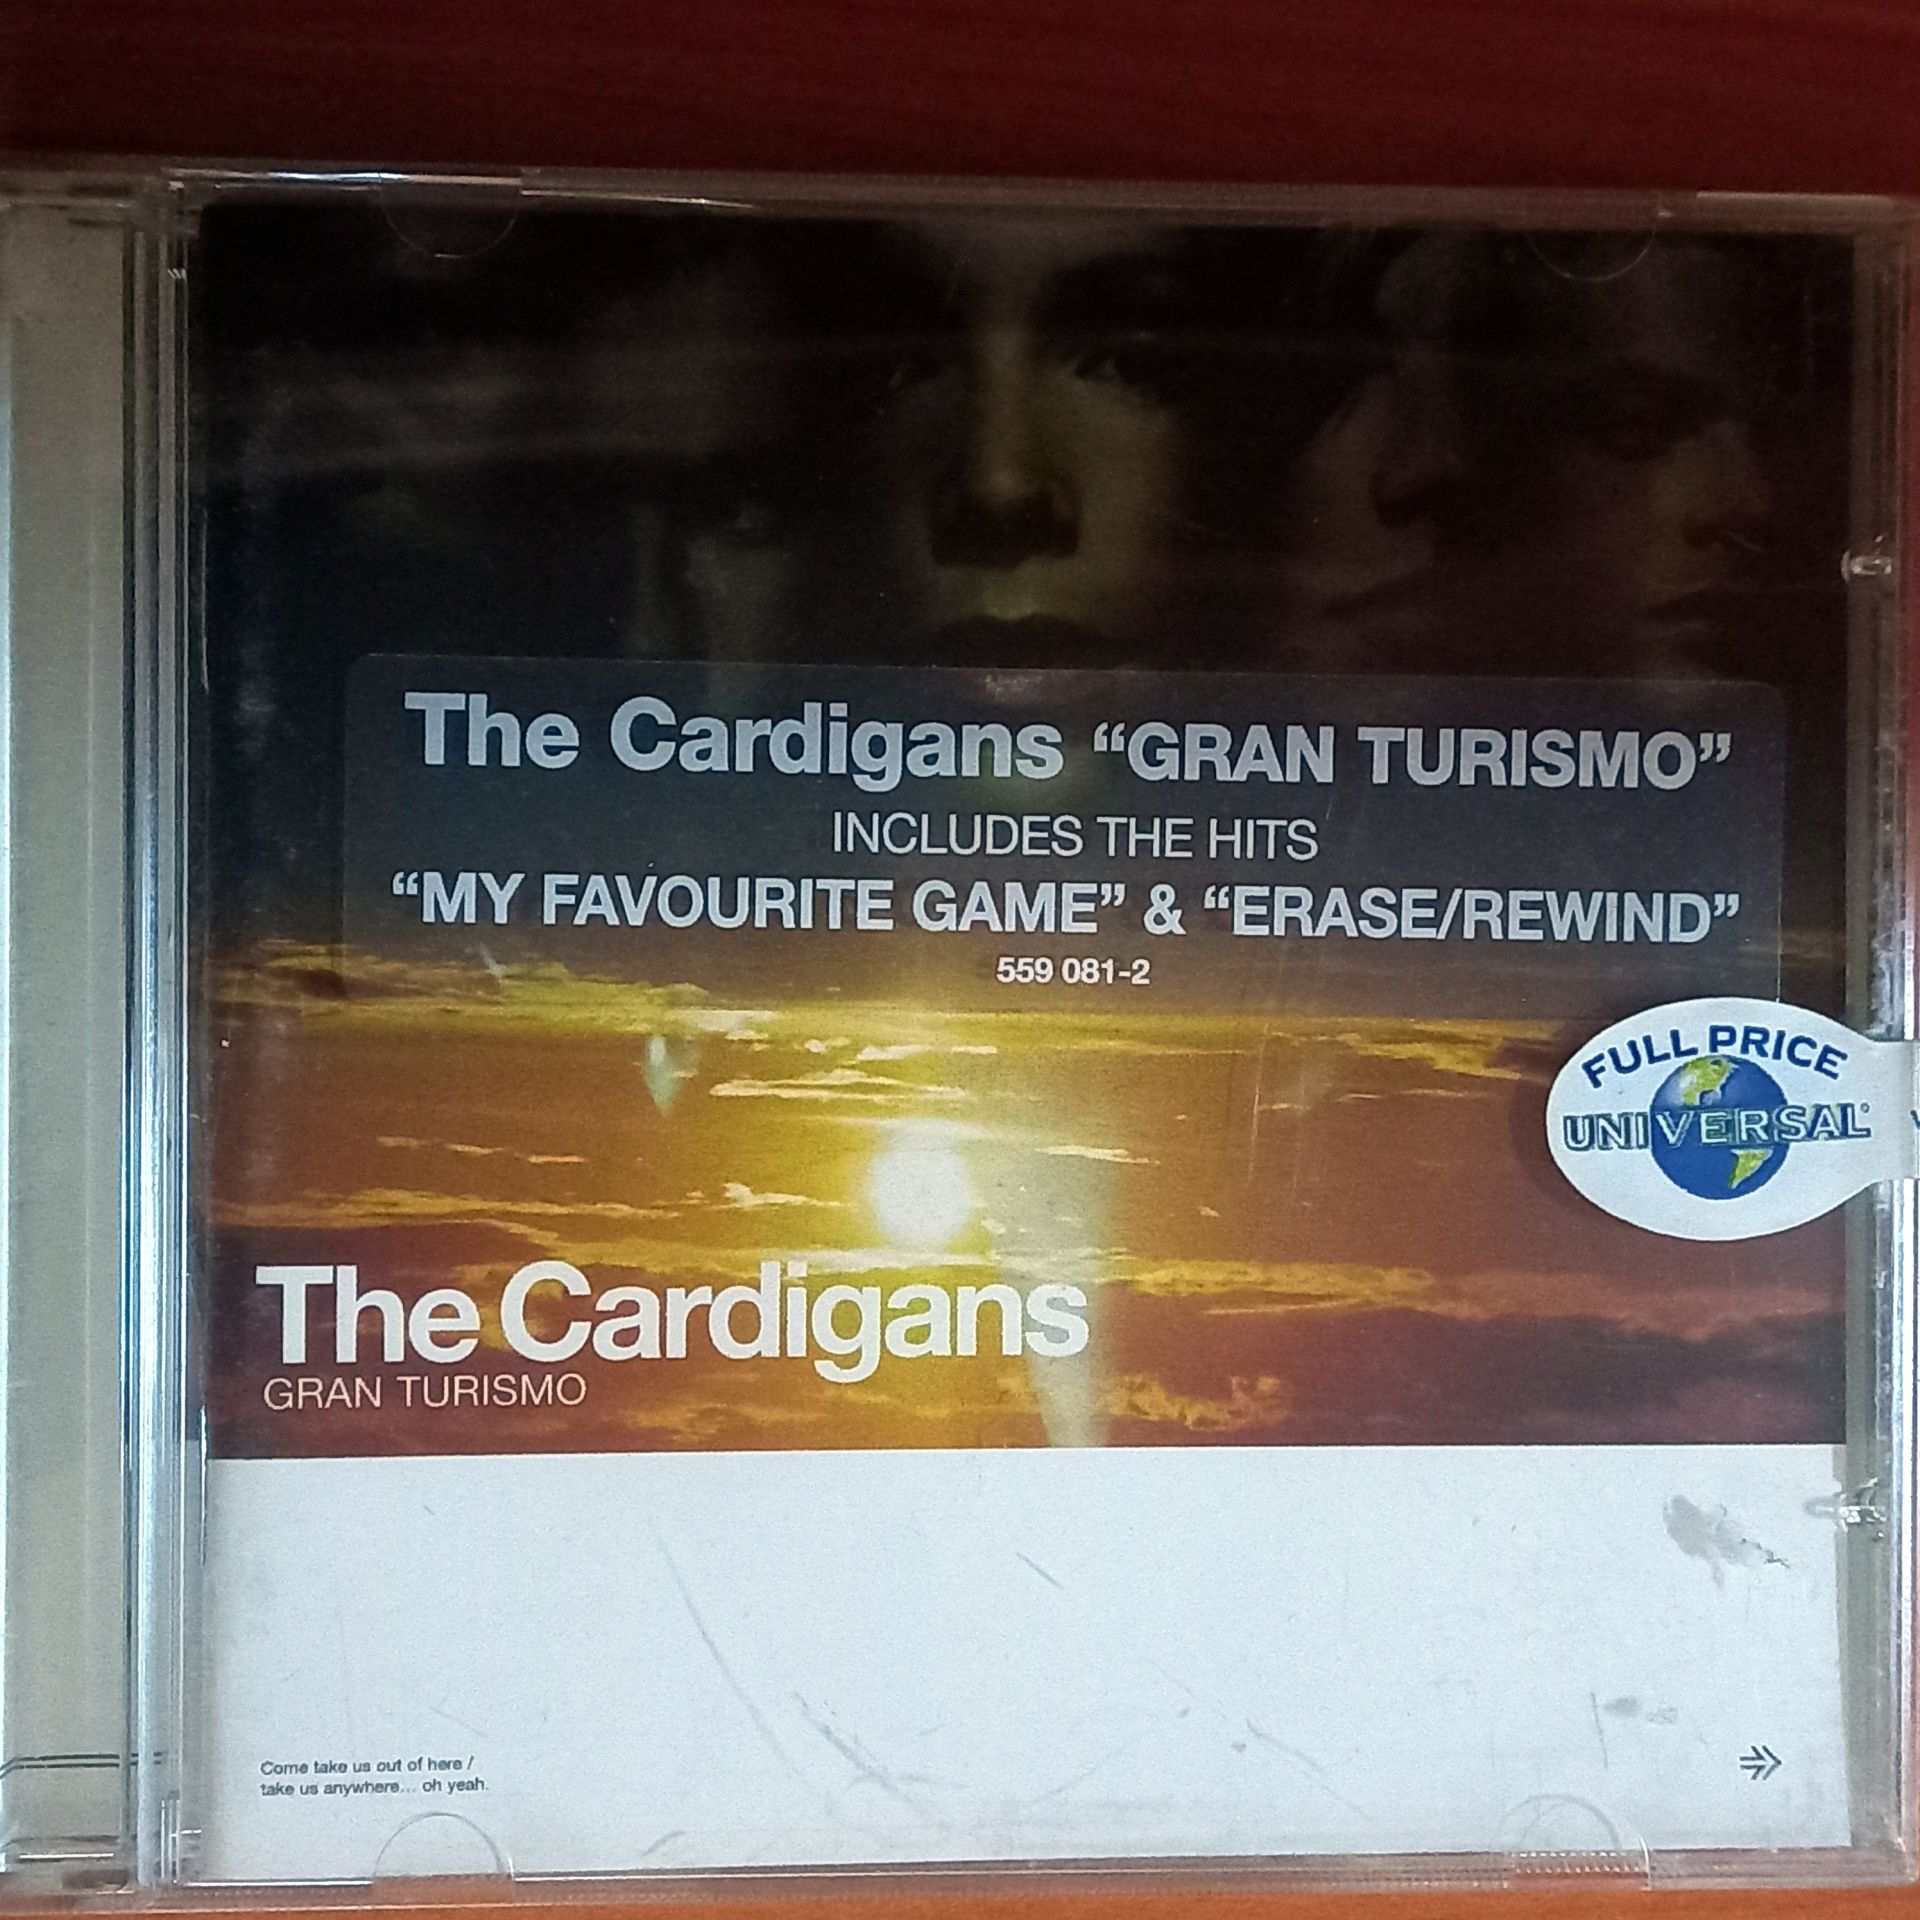 The Cardigans “GRAN TURISMO”
INCLUDES THE HITS
“MY FAVOURITE GAME” & “ERASE/REWIND”
559 081-2
FULL PRICE
UNIVERSAL
The Cardigans
GRAN TURISMO
Come take us out of here /
take us anywhere... oh yeah.